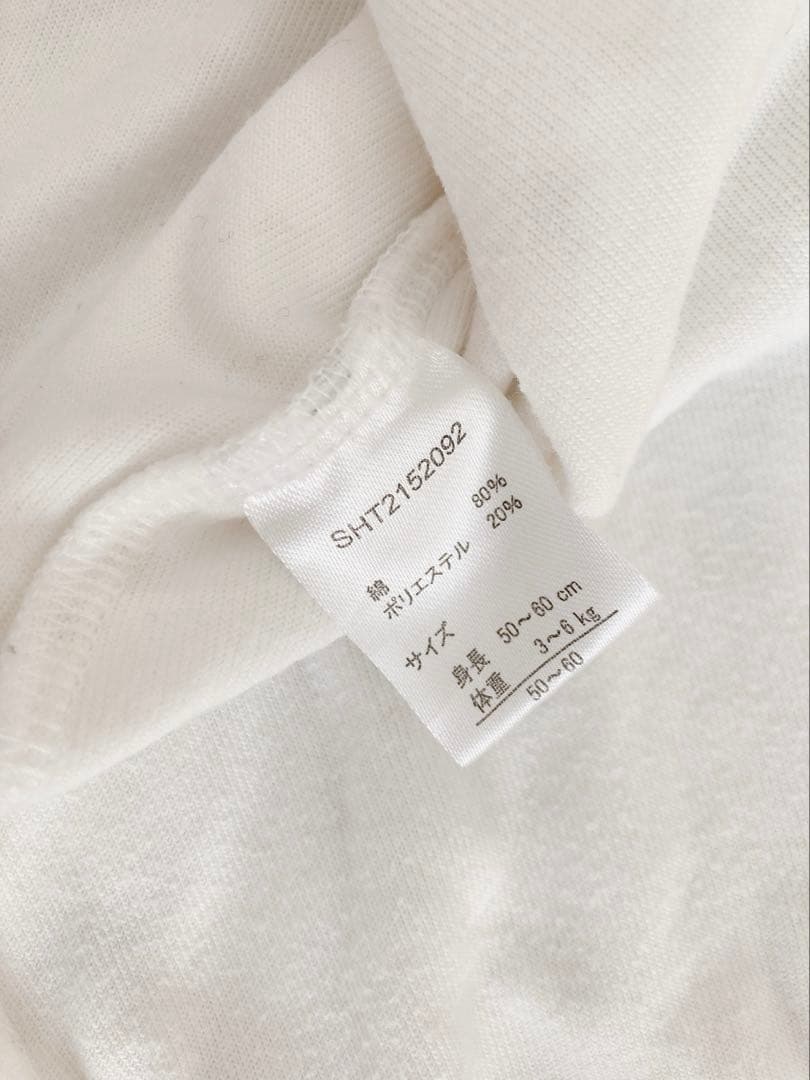 SHT2152092
綿 80%
ポリエステル 20%
サイズ
身長 50～60 cm
体重 3～6 kg
50～60